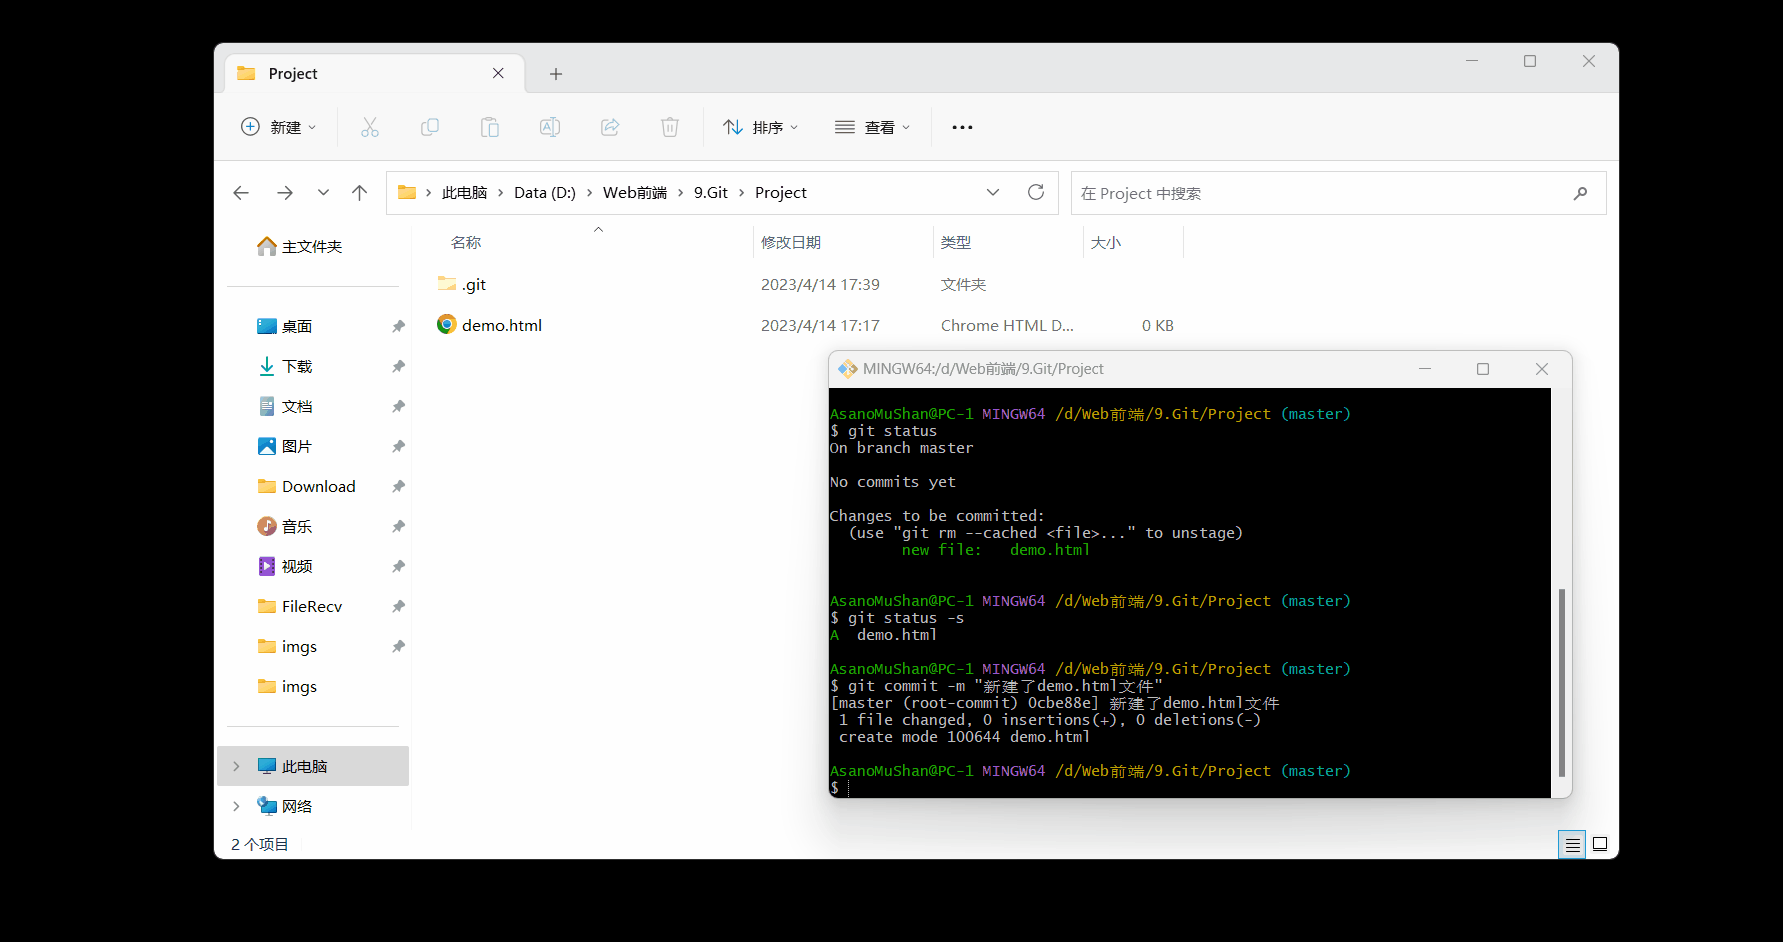 Project
新建
排序
查看
此电脑 Data (D:) Web前端 9.Git Project
在 Project 中搜索
主文件夹
桌面
下载
文档
图片
Download
音乐
视频
FileRecv
imgs
imgs
此电脑
网络
名称 修改日期 类型 大小
.git 2023/4/14 17:39 文件夹
demo.html 2023/4/14 17:17 Chrome HTML D... 0 KB
MINGW64:/d/Web前端/9.Git/Project
AsanoMuShan@PC-1 MINGW64 /d/Web前端/9.Git/Project (master)
$ git status
On branch master
No commits yet
Changes to be committed:
(use "git rm --cached <file>..." to unstage)
new file: demo.html
AsanoMuShan@PC-1 MINGW64 /d/Web前端/9.Git/Project (master)
$ git status -s
A demo.html
AsanoMuShan@PC-1 MINGW64 /d/Web前端/9.Git/Project (master)
$ git commit -m "新建了demo.html文件"
[master (root-commit) 0cbe88e] 新建了demo.html文件
1 file changed, 0 insertions(+), 0 deletions(-)
create mode 100644 demo.html
AsanoMuShan@PC-1 MINGW64 /d/Web前端/9.Git/Project (master)
$
2 个项目